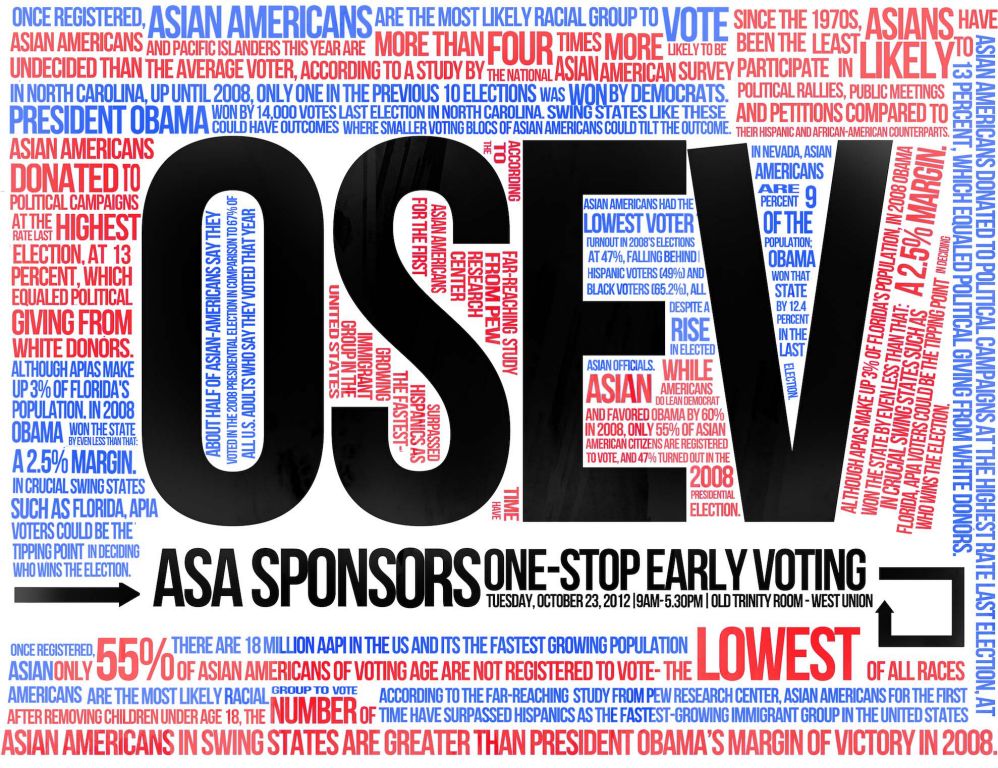 ONCE REGISTERED, ASIAN AMERICANS ARE THE MOST LIKELY RACIAL GROUP TO VOTE
ASIAN AMERICANS AND PACIFIC ISLANDERS THIS YEAR ARE MORE THAN FOUR TIMES MORE LIKELY TO BE
UNDECIDED THAN THE AVERAGE VOTER, ACCORDING TO A STUDY BY THE NATIONAL ASIAN AMERICAN SURVEY
IN NORTH CAROLINA, UP UNTIL 2008, ONLY ONE IN THE PREVIOUS 10 ELECTIONS WAS WON BY DEMOCRATS.
PRESIDENT OBAMA WON BY 14,000 VOTES LAST ELECTION IN NORTH CAROLINA. SWING STATES LIKE THESE
COULD HAVE OUTCOMES WHERE SMALLER VOTING BLOCS OF ASIAN AMERICANS COULD TILT THE OUTCOME.
SINCE THE 1970S, ASIANS HAVE
BEEN THE LEAST LIKELY TO
PARTICIPATE IN
POLITICAL RALLIES, PUBLIC MEETINGS
AND PETITIONS COMPARED TO
THEIR HISPANIC AND AFRICAN-AMERICAN COUNTERPARTS.
ASIAN AMERICANS DONATED TO POLITICAL CAMPAIGNS AT THE HIGHEST RATE LAST ELECTION, AT
13 PERCENT, WHICH EQUALED POLITICAL GIVING FROM WHITE DONORS.
ASIAN AMERICANS
DONATED TO
POLITICAL CAMPAIGNS
AT THE HIGHEST
RATE LAST
ELECTION, AT 13
PERCENT, WHICH
EQUALED POLITICAL
GIVING FROM
WHITE DONORS.
ALTHOUGH APIAS MAKE
UP 3% OF FLORIDA'S
POPULATION. IN 2008
OBAMA WON THE STATE
BY EVEN LESS THAN THAT:
A 2.5% MARGIN.
IN CRUCIAL SWING STATES
SUCH AS FLORIDA, APIA
VOTERS COULD BE THE
TIPPING POINT IN DECIDING
WHO WINS THE ELECTION.
OSEV
ABOUT HALF OF ASIAN-AMERICANS SAY THEY
VOTED IN THE 2008 PRESIDENTIAL ELECTION IN COMPARISON TO 67% OF
ALL U.S. ADULTS WHO SAY THEY VOTED THAT YEAR
ACCORDING
TO
THE
FAR-REACHING STUDY
FROM PEW
RESEARCH
CENTER
ASIAN AMERICANS
FOR THE FIRST
TIME
HAVE
SURPASSED
HISPANICS AS
THE FASTEST-
GROWING
IMMIGRANT
GROUP IN THE
UNITED STATES
ASIAN AMERICANS HAD THE
LOWEST VOTER
TURNOUT IN 2008'S ELECTIONS
AT 47%, FALLING BEHIND
HISPANIC VOTERS (49%) AND
BLACK VOTERS (65.2%), ALL
DESPITE A
RISE
IN ELECTED
ASIAN OFFICIALS.
WHILE
ASIAN AMERICANS
DO LEAN DEMOCRAT
AND FAVORED OBAMA BY 60%
IN 2008, ONLY 55% OF ASIAN
AMERICAN CITIZENS ARE REGISTERED
TO VOTE, AND 47% TURNED OUT IN THE
2008
PRESIDENTIAL
ELECTION.
IN NEVADA, ASIAN
AMERICANS
ARE 9
PERCENT
OF THE
POPULATION;
OBAMA
WON THAT
STATE
BY 12.4
PERCENT
IN THE
LAST
ELECTION.
ALTHOUGH APIAS MAKE UP 3% OF FLORIDA'S POPULATION, IN 2008 OBAMA
WON THE STATE BY EVEN LESS THAN THAT: A 2.5% MARGIN.
IN CRUCIAL SWING STATES SUCH AS
FLORIDA, APIA VOTERS COULD BE THE TIPPING POINT IN DECIDING
WHO WINS THE ELECTION.
ASA SPONSORS ONE-STOP EARLY VOTING
TUESDAY, OCTOBER 23, 2012 | 9AM- 5.30PM | OLD TRINITY ROOM - WEST UNION
ONCE REGISTERED, THERE ARE 18 MILLION AAPI IN THE US AND ITS THE FASTEST GROWING POPULATION
ASIAN ONLY 55% OF ASIAN AMERICANS OF VOTING AGE ARE NOT REGISTERED TO VOTE- THE LOWEST OF ALL RACES
AMERICANS ARE THE MOST LIKELY RACIAL GROUP TO VOTE ACCORDING TO THE FAR-REACHING STUDY FROM PEW RESEARCH CENTER, ASIAN AMERICANS FOR THE FIRST
AFTER REMOVING CHILDREN UNDER AGE 18, THE NUMBER OF TIME HAVE SURPASSED HISPANICS AS THE FASTEST-GROWING IMMIGRANT GROUP IN THE UNITED STATES
ASIAN AMERICANS IN SWING STATES ARE GREATER THAN PRESIDENT OBAMA'S MARGIN OF VICTORY IN 2008.